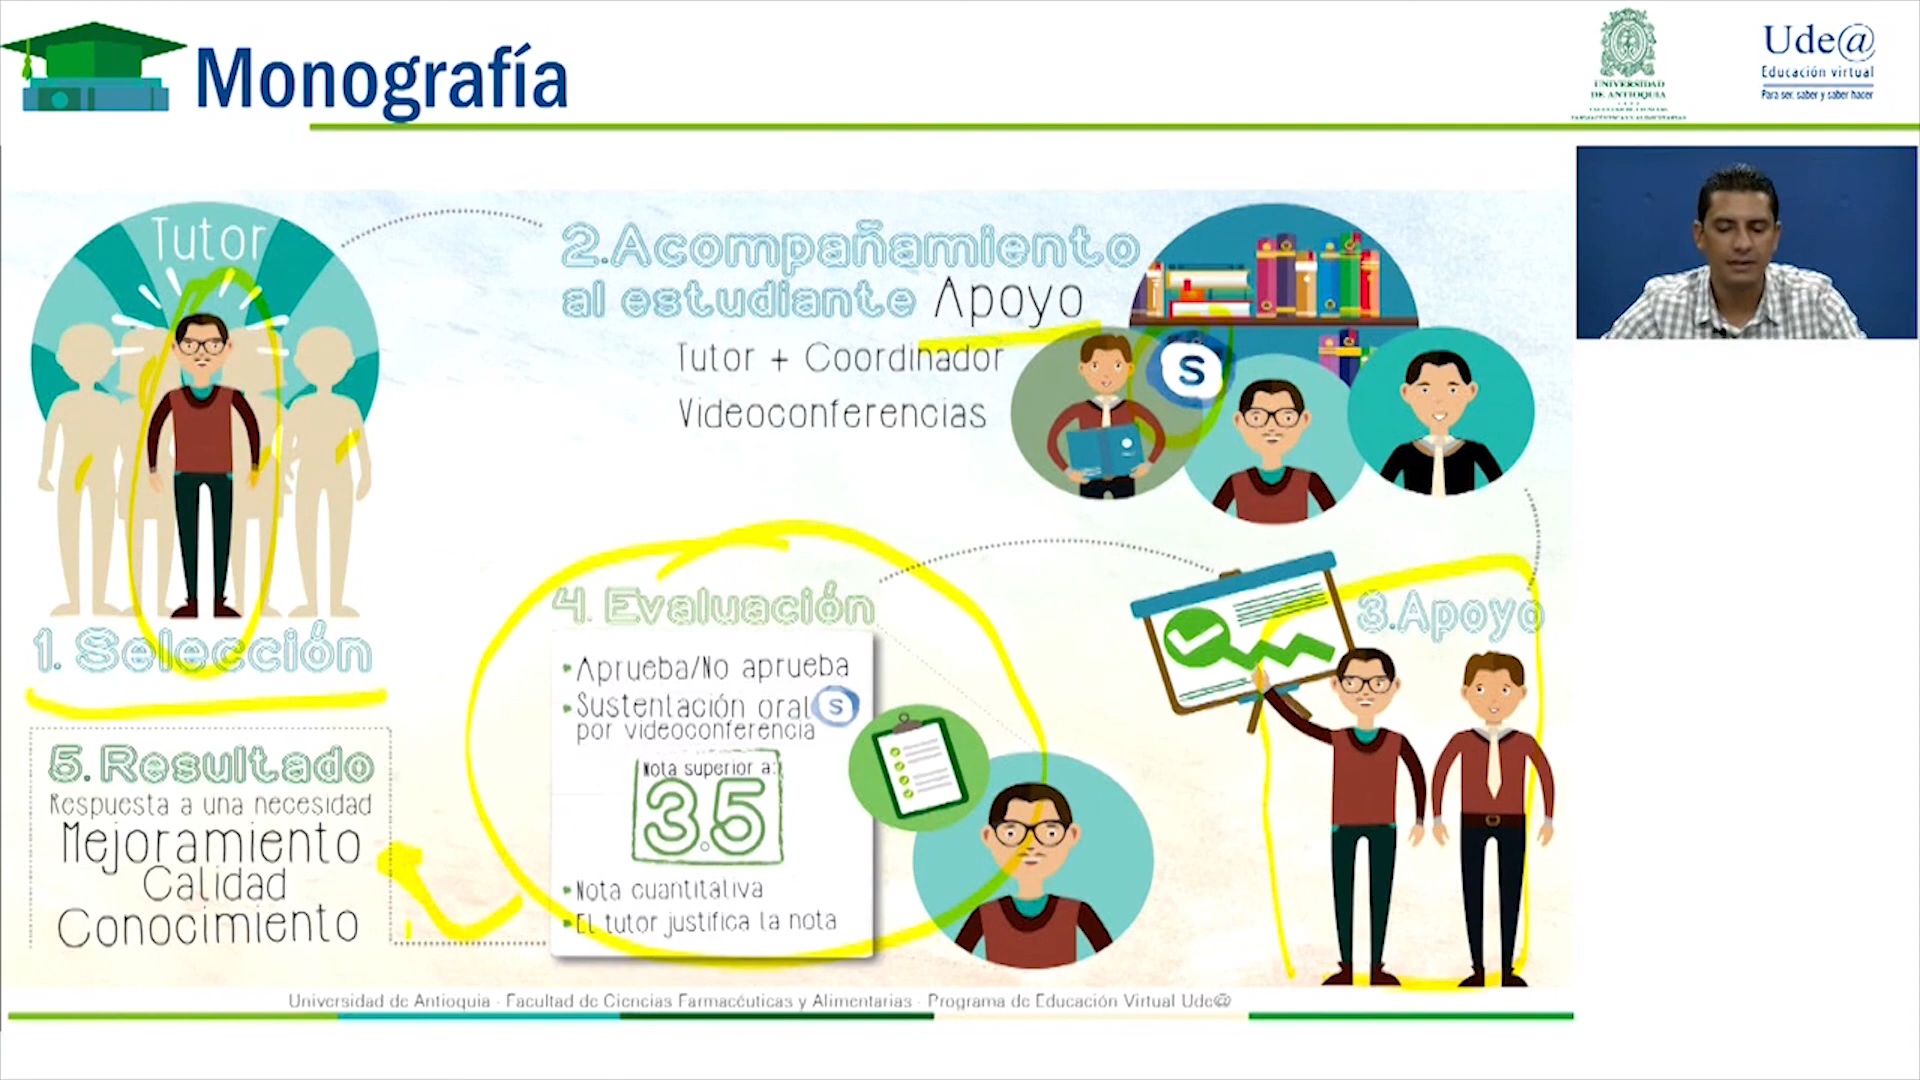 Monografía
UNIVERSIDAD
DE ANTIOQUIA
Ude@
Educación virtual
Para ser, saber y saber hacer
Tutor
1. Selección
2.Acompañamiento
al estudiante Apoyo
Tutor + Coordinador
Videoconferencias
S
3.Apoyo
4. Evaluación
•Aprueba/No aprueba
•Sustentación oral S
por videoconferencia
Nota superior a:
3.5
•Nota cuantitativa
•El tutor justifica la nota
5.Resultado
Respuesta a una necesidad
Mejoramiento
Calidad
Conocimiento
Universidad de Antioquia · Facultad de Ciencias Farmacéuticas y Alimentarias · Programa de Educación Virtual Ude@